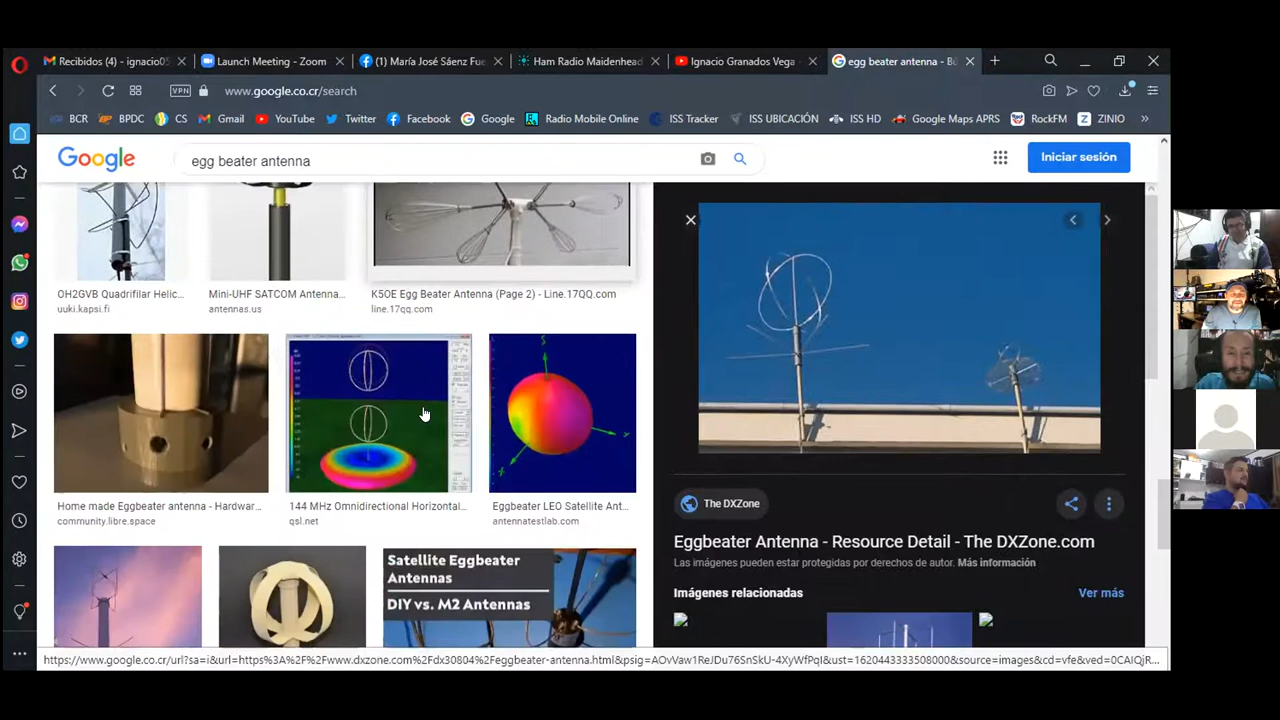 Recibidos (4) - ignacio05
Launch Meeting - Zoom
(1) María José Sáenz Fue
Ham Radio Maidenhead
Ignacio Granados Vega
egg beater antenna - Bú
VPN
www.google.co.cr/search
BCR
BPDC
CS
Gmail
YouTube
Twitter
Facebook
Google
Radio Mobile Online
ISS Tracker
ISS UBICACIÓN
ISS HD
Google Maps APRS
RockFM
ZINIO
Google
egg beater antenna
Iniciar sesión
OH2GVB Quadrifilar Helic...
uuki.kapsi.fi
Mini-UHF SATCOM Antenna...
antennas.us
K5OE Egg Beater Antenna (Page 2) - Line.17QQ.com
line.17qq.com
Home made Eggbeater antenna - Hardwar...
community.libre.space
144 MHz Omnidirectional Horizontal...
qsl.net
Eggbeater LEO Satellite Ant...
antennatestlab.com
Satellite Eggbeater
Antennas
DIY vs. M2 Antennas
The DXZone
Eggbeater Antenna - Resource Detail - The DXZone.com
Las imágenes pueden estar protegidas por derechos de autor. Más información
Imágenes relacionadas
Ver más
https://www.google.co.cr/url?sa=i&url=https%3A%2F%2Fwww.dxzone.com%2Fdx30804%2Feggbeater-antenna.html&psig=AOvVaw1ReJDu76SnSkU-4XyWfPqI&ust=1620443333508000&source=images&cd=vfe&ved=0CAIQjR...